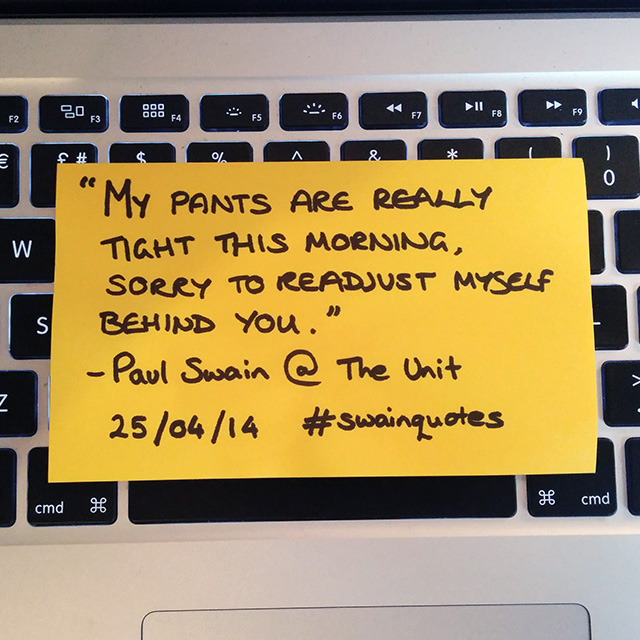 F2 F3 F4 F5 F6 F7 F8 F9
€ £ # $ % ^ & * ( )
0
W
S
Z
"MY PANTS ARE REALLY
TIGHT THIS MORNING,
SORRY TO READJUST MYSELF
BEHIND YOU."
- Paul Swain @ The Unit
25/04/14 #swainquotes
cmd ⌘ ⌘ cmd